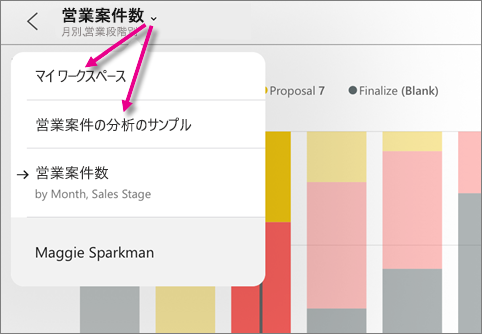 営業案件数
月別,営業段階別
マイワークスペース
Proposal 7
Finalize (Blank)
営業案件の分析のサンプル
営業案件数
by Month, Sales Stage
Maggie Sparkman